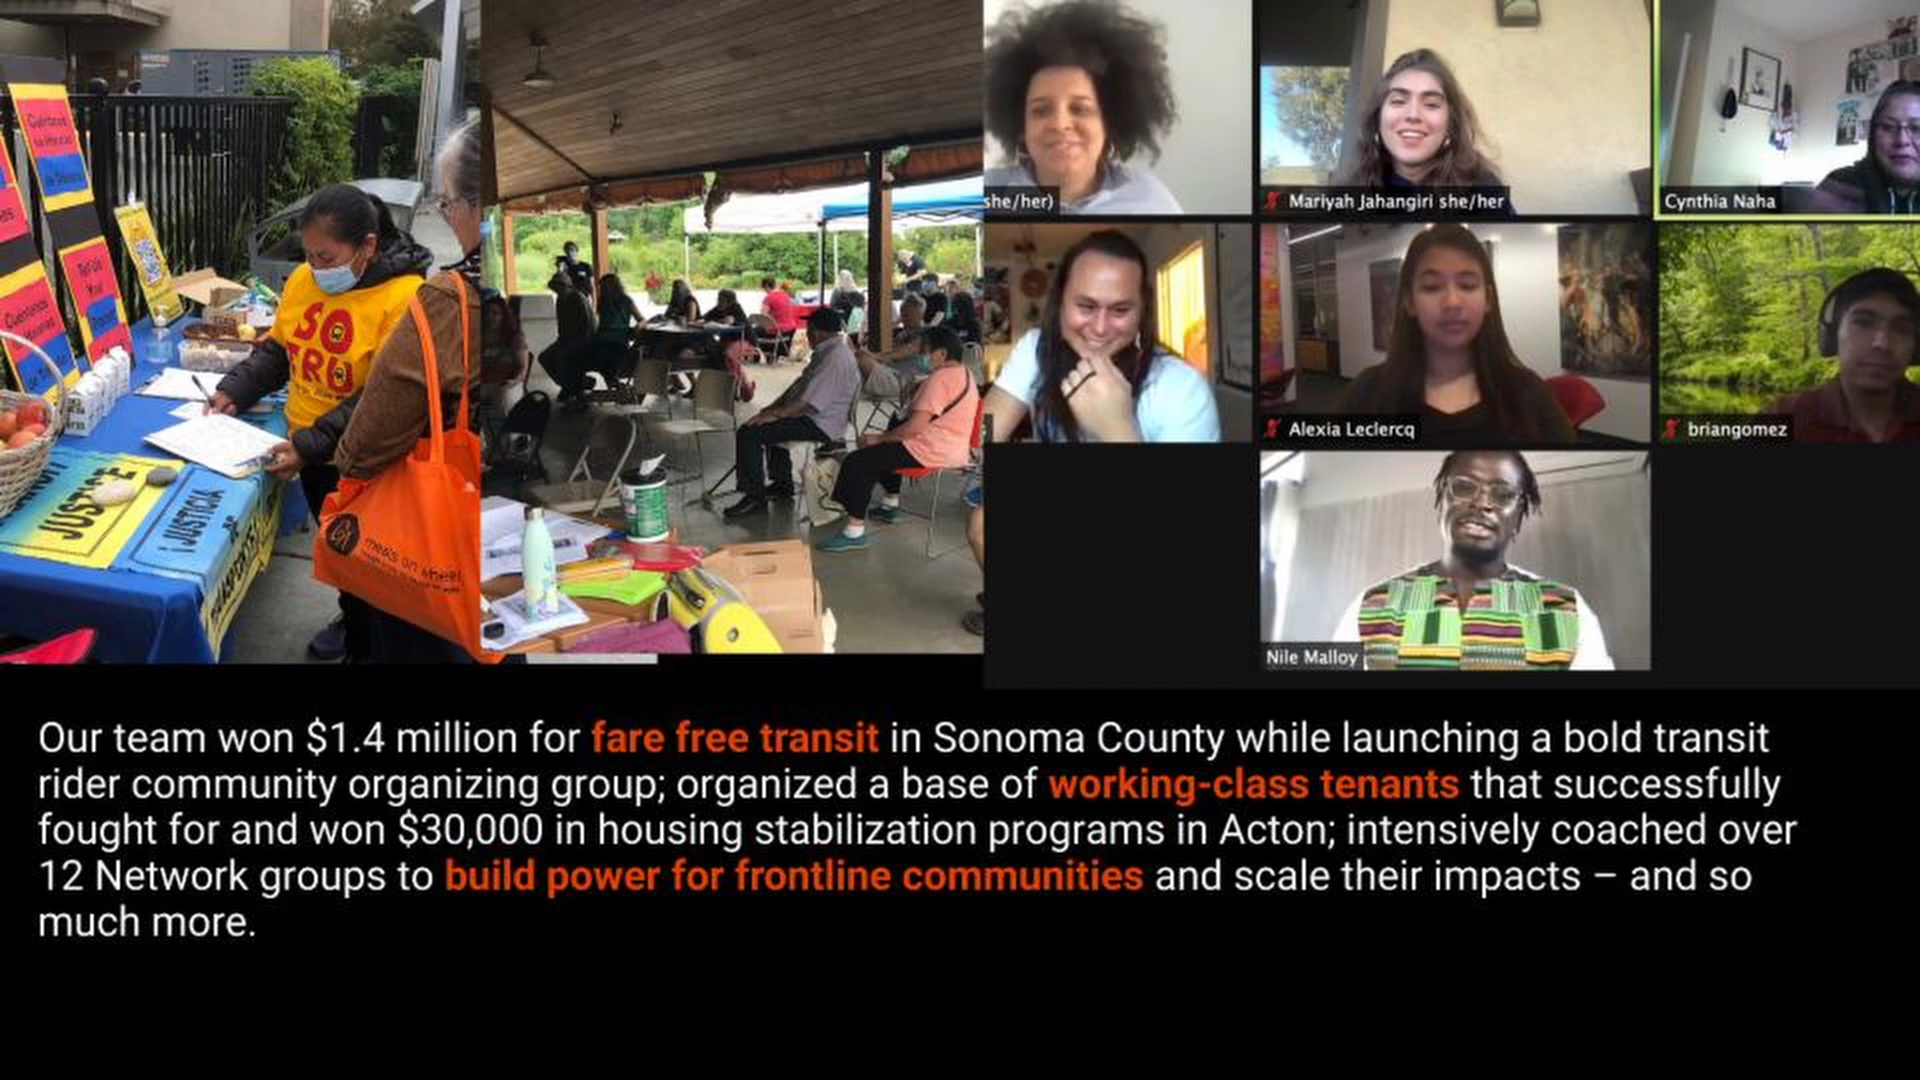 SO
TRU
JUSTICE
¡JUSTICIA
DE
meals on wheels
she/her)
Mariyah Jahangiri she/her
Cynthia Naha
Alexia Leclercq
briangomez
Nile Malloy
Our team won $1.4 million for fare free transit in Sonoma County while launching a bold transit
rider community organizing group; organized a base of working-class tenants that successfully
fought for and won $30,000 in housing stabilization programs in Acton; intensively coached over
12 Network groups to build power for frontline communities and scale their impacts – and so
much more.